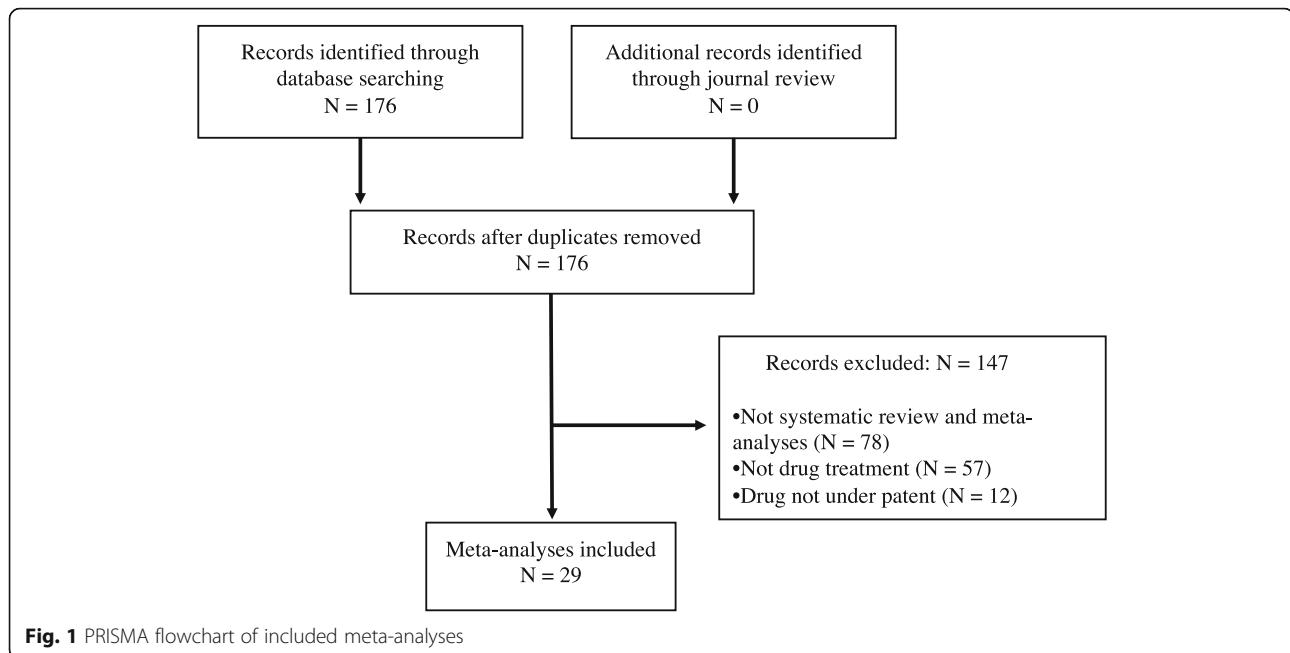 Records identified through
database searching
N = 176
Additional records identified
through journal review
N = 0
Records after duplicates removed
N = 176
Records excluded: N = 147
•Not systematic review and meta-
analyses (N = 78)
•Not drug treatment (N = 57)
•Drug not under patent (N = 12)
Meta-analyses included
N = 29
Fig. 1 PRISMA flowchart of included meta-analyses